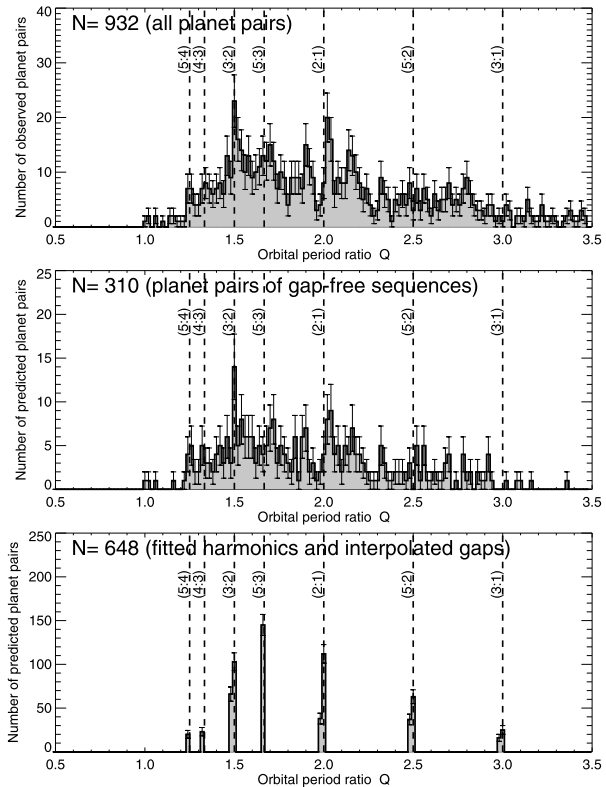 N= 932 (all planet pairs)
(5:4) (4:3) (3:2) (5:3) (2:1) (5:2) (3:1)
Number of observed planet pairs
40
30
20
10
0
0.5 1.0 1.5 2.0 2.5 3.0 3.5
Orbital period ratio Q
N= 310 (planet pairs of gap-free sequences)
(5:4) (4:3) (3:2) (5:3) (2:1) (5:2) (3:1)
Number of predicted planet pairs
25
20
15
10
5
0
0.5 1.0 1.5 2.0 2.5 3.0 3.5
Orbital period ratio Q
N= 648 (fitted harmonics and interpolated gaps)
(5:4) (4:3) (3:2) (5:3) (2:1) (5:2) (3:1)
Number of predicted planet pairs
250
200
150
100
50
0
0.5 1.0 1.5 2.0 2.5 3.0 3.5
Orbital period ratio Q